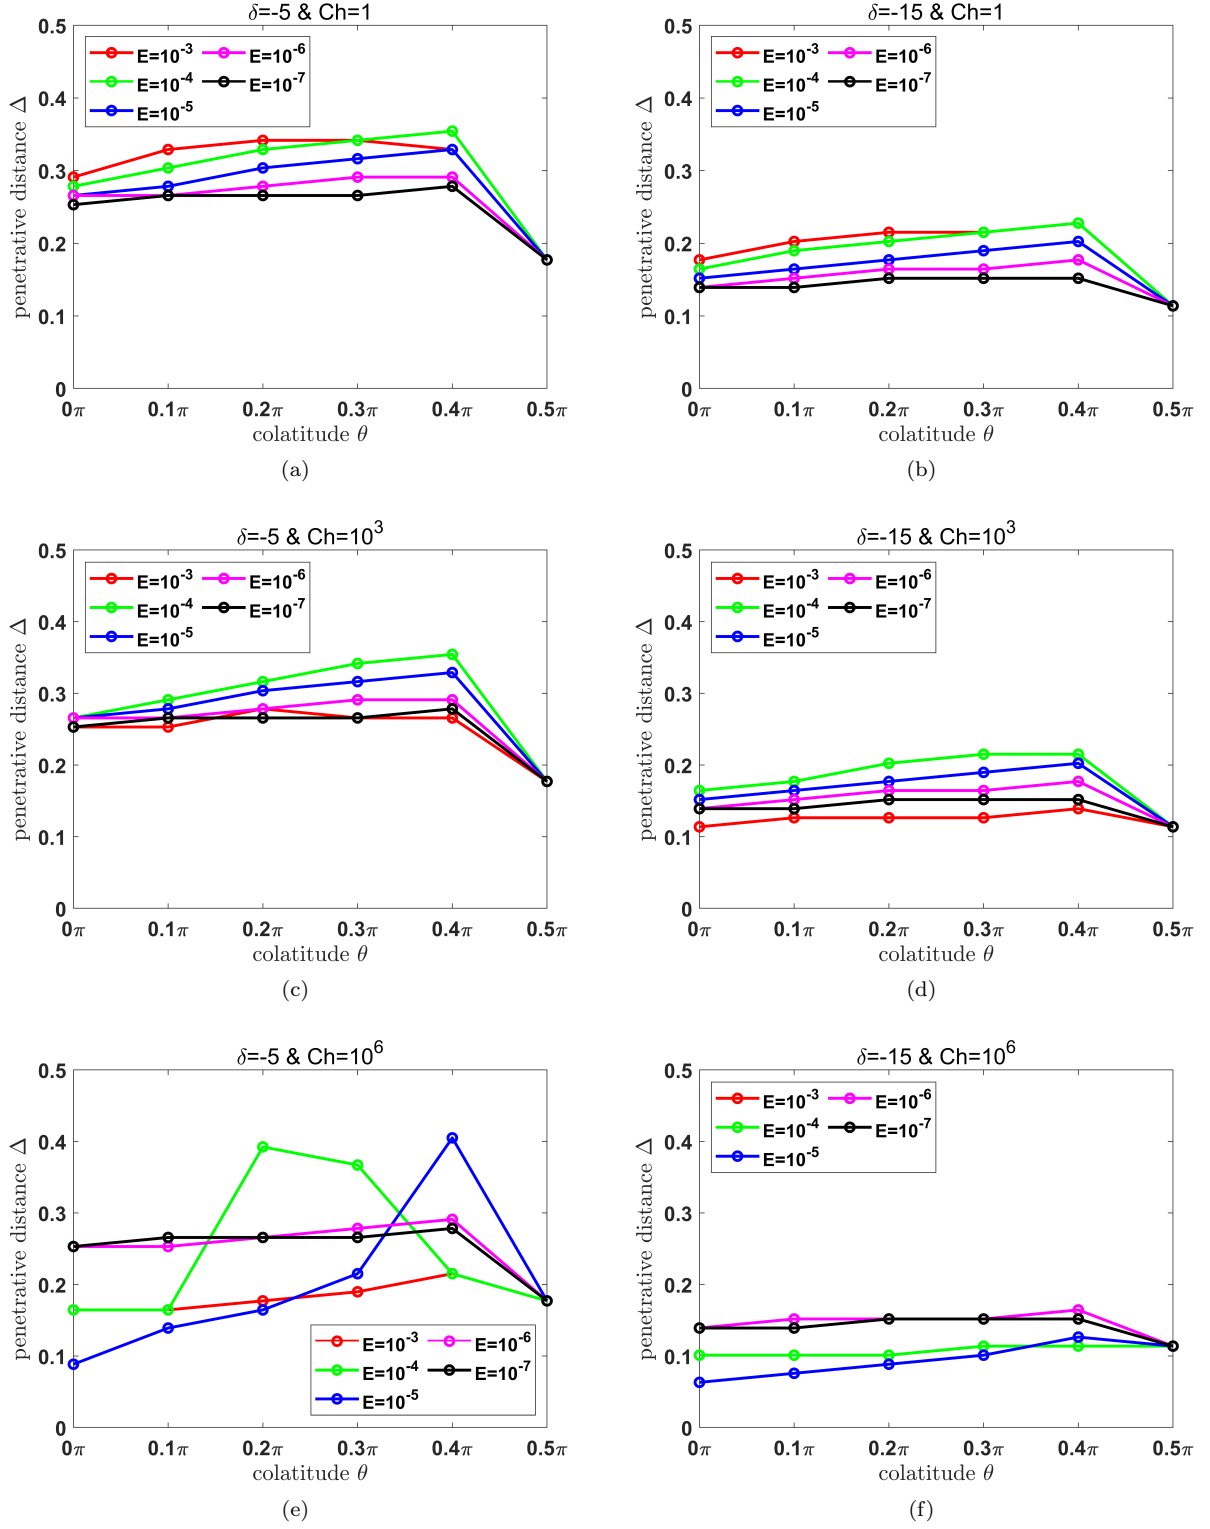 δ=-5 & Ch=1
0.5
0.4
0.3
0.2
0.1
0
penetrative distance Δ
E=10^-3 E=10^-6
E=10^-4 E=10^-7
E=10^-5
0π 0.1π 0.2π 0.3π 0.4π 0.5π
colatitude θ
(a)
δ=-15 & Ch=1
0.5
0.4
0.3
0.2
0.1
0
penetrative distance Δ
E=10^-3 E=10^-6
E=10^-4 E=10^-7
E=10^-5
0π 0.1π 0.2π 0.3π 0.4π 0.5π
colatitude θ
(b)
δ=-5 & Ch=10^3
0.5
0.4
0.3
0.2
0.1
0
penetrative distance Δ
E=10^-3 E=10^-6
E=10^-4 E=10^-7
E=10^-5
0π 0.1π 0.2π 0.3π 0.4π 0.5π
colatitude θ
(c)
δ=-15 & Ch=10^3
0.5
0.4
0.3
0.2
0.1
0
penetrative distance Δ
E=10^-3 E=10^-6
E=10^-4 E=10^-7
E=10^-5
0π 0.1π 0.2π 0.3π 0.4π 0.5π
colatitude θ
(d)
δ=-5 & Ch=10^6
0.5
0.4
0.3
0.2
0.1
0
penetrative distance Δ
E=10^-3 E=10^-6
E=10^-4 E=10^-7
E=10^-5
0π 0.1π 0.2π 0.3π 0.4π 0.5π
colatitude θ
(e)
δ=-15 & Ch=10^6
0.5
0.4
0.3
0.2
0.1
0
penetrative distance Δ
E=10^-3 E=10^-6
E=10^-4 E=10^-7
E=10^-5
0π 0.1π 0.2π 0.3π 0.4π 0.5π
colatitude θ
(f)